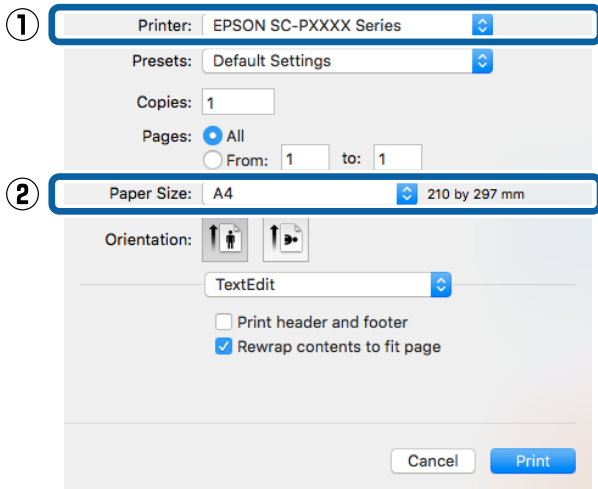 ① Printer: EPSON SC-PXXXX Series
Presets: Default Settings
Copies: 1
Pages: All
From: 1 to: 1
② Paper Size: A4 210 by 297 mm
Orientation:
TextEdit
Print header and footer
Rewrap contents to fit page
Cancel Print